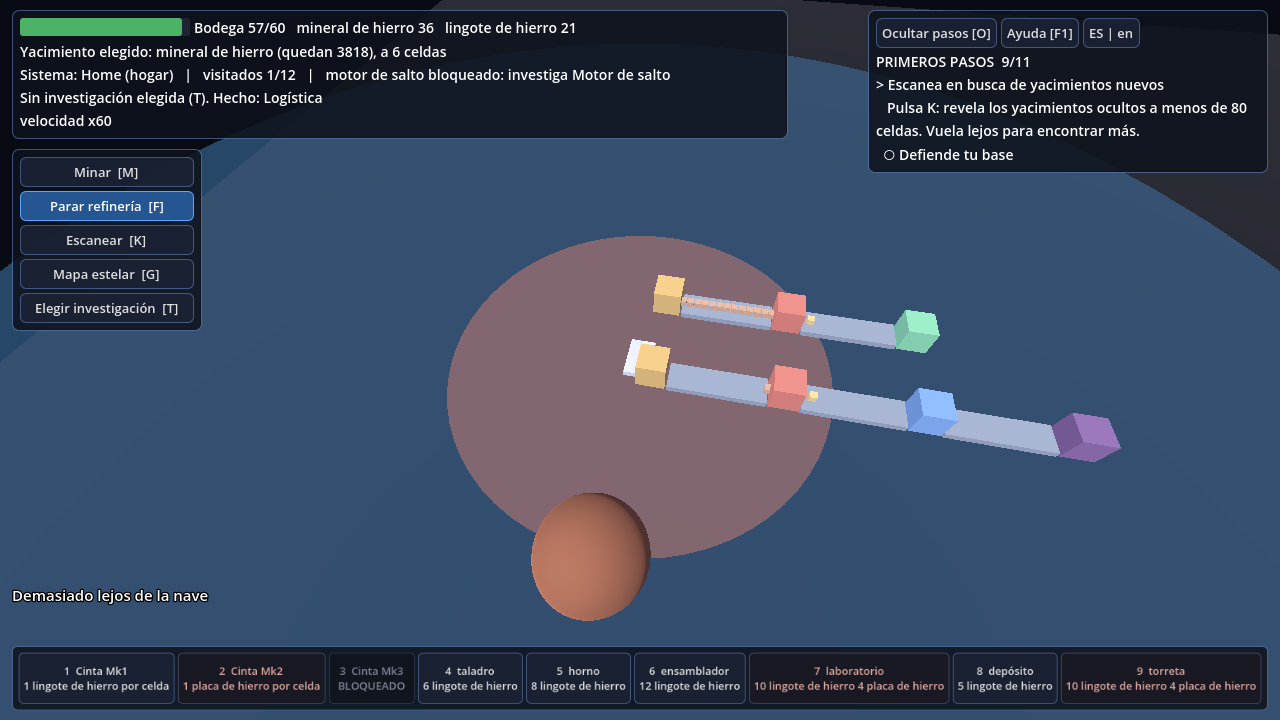 Bodega 57/60   mineral de hierro 36   lingote de hierro 21
Yacimiento elegido: mineral de hierro (quedan 3818), a 6 celdas
Sistema: Home (hogar)   |   visitados 1/12   |   motor de salto bloqueado: investiga Motor de salto
Sin investigación elegida (T). Hecho: Logística
velocidad x60
Ocultar pasos [O]   Ayuda [F1]   ES | en
PRIMEROS PASOS  9/11
> Escanea en busca de yacimientos nuevos
Pulsa K: revela los yacimientos ocultos a menos de 80
celdas. Vuela lejos para encontrar más.
○ Defiende tu base
Minar  [M]
Parar refinería  [F]
Escanear  [K]
Mapa estelar  [G]
Elegir investigación  [T]
Demasiado lejos de la nave
1  Cinta Mk1
1 lingote de hierro por celda
2  Cinta Mk2
1 placa de hierro por celda
3  Cinta Mk3
BLOQUEADO
4  taladro
6 lingote de hierro
5  horno
8 lingote de hierro
6  ensamblador
12 lingote de hierro
7  laboratorio
10 lingote de hierro 4 placa de hierro
8  depósito
5 lingote de hierro
9  torreta
10 lingote de hierro 4 placa de hierro